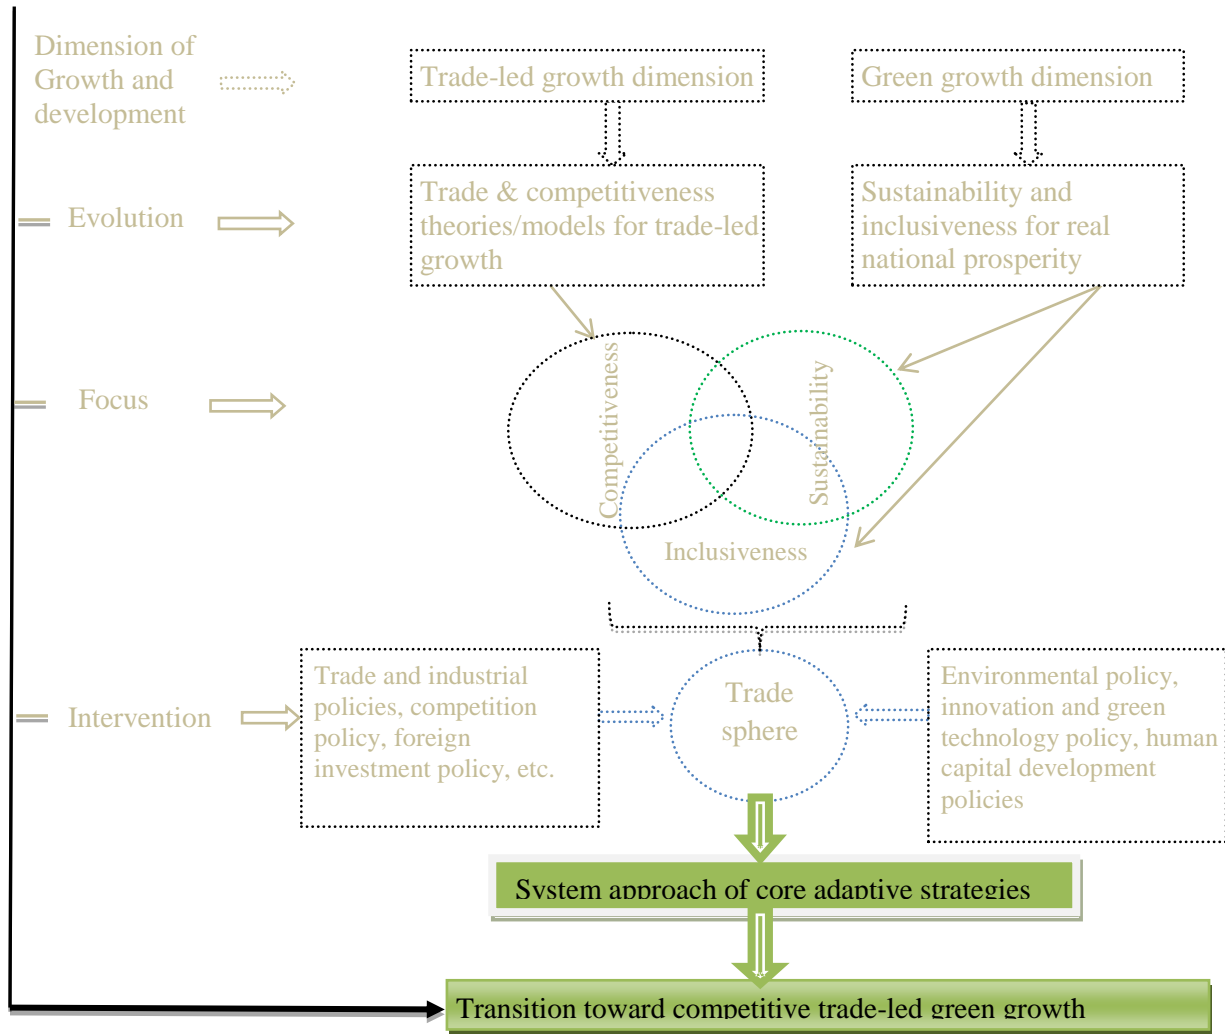 Dimension of
Growth and
development
Trade-led growth dimension
Green growth dimension
Evolution
Trade & competitiveness
theories/models for trade-led
growth
Sustainability and
inclusiveness for real
national prosperity
Focus
Competitiveness
Sustainability
Inclusiveness
Intervention
Trade and industrial
policies, competition
policy, foreign
investment policy, etc.
Trade
sphere
Environmental policy,
innovation and green
technology policy, human
capital development
policies
System approach of core adaptive strategies
Transition toward competitive trade-led green growth